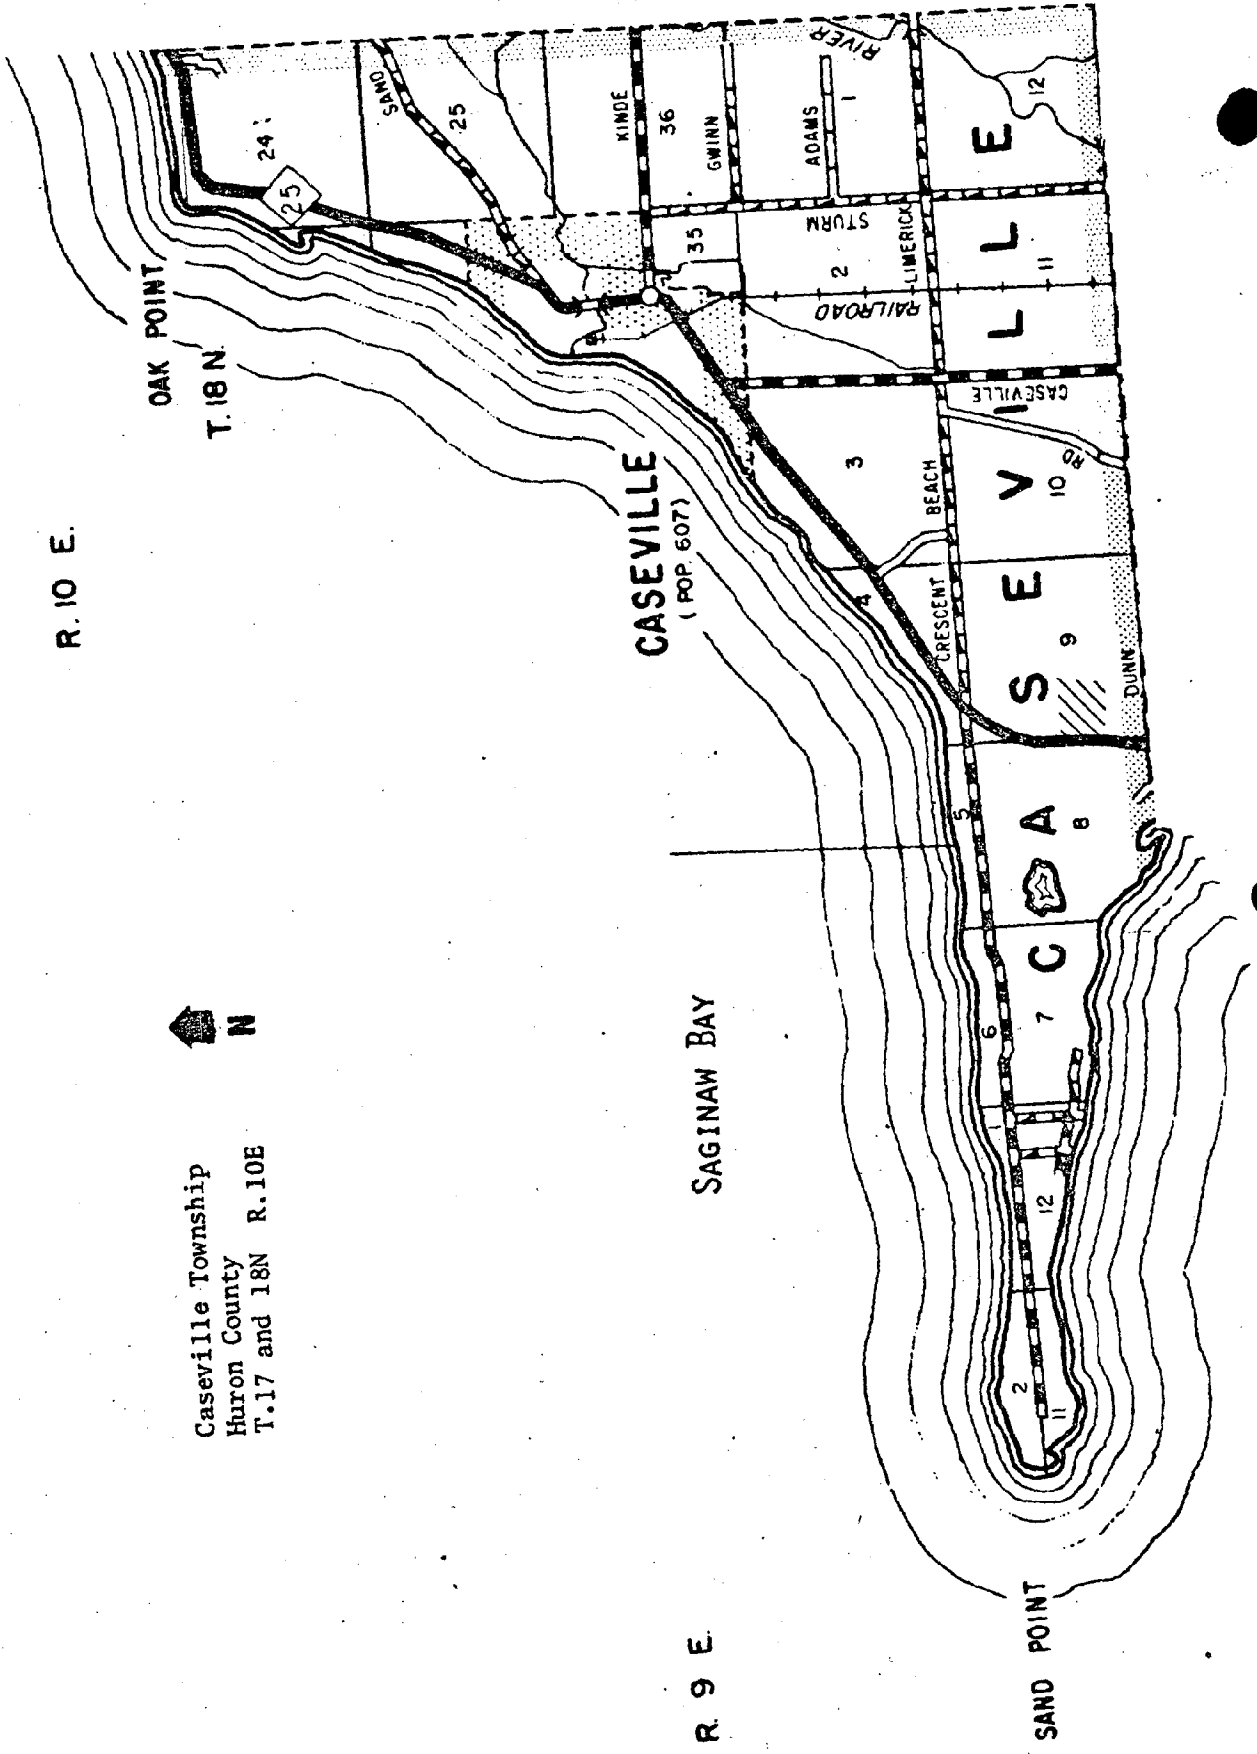 Caseville Township
Huron County
T.17 and 18N R.10E
N
R. 10 E.
R. 9 E.
OAK POINT
T. 18 N.
CASEVILLE
( POP 607)
SAGINAW BAY
SAND POINT
24
25
SAND
25
KINDE
36
GWINN
35
ADAMS
1
RIVER
STURM
2
LIMERICK
RAILROAD
3
CASEVILLE
BEACH
CRESCENT
4
5
6
1
2
11
12
7
8
9
10
RD
11
12
DUNN
CASEVILLE